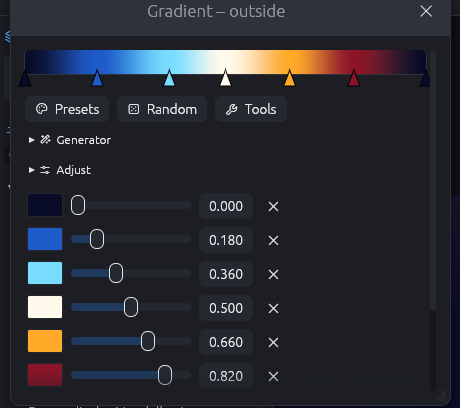 Gradient – outside
Presets
Random
Tools
Generator
Adjust
0.000
0.180
0.360
0.500
0.660
0.820